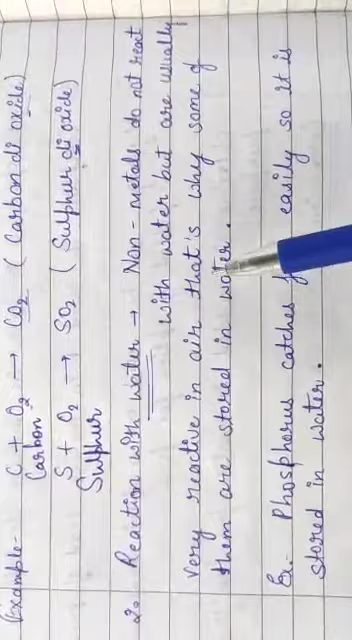 Example- C + O2 → CO2 ( Carbon di oxide)
Carbon
S + O2 → SO2 ( Sulphur di oxide)
Sulphur
2. Reaction with water → Non-metals do not react
with water but are usually
very reactive in air that's why some of
them are stored in water.
Ex- Phosphorus catches easily so it is
stored in water.